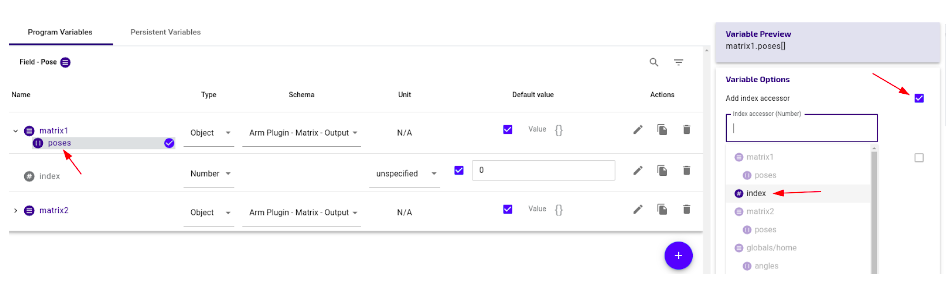 Program Variables Persistent Variables
Field - Pose
Name Type Schema Unit Default value Actions
matrix1 Object Arm Plugin - Matrix - Output N/A Value {}
poses
index Number unspecified 0
matrix2 Object Arm Plugin - Matrix - Output N/A Value {}
+
Variable Preview
matrix1.poses[]
Variable Options
Add index accessor
Index accessor (Number)
matrix1
poses
# index
matrix2
poses
globals/home
angles